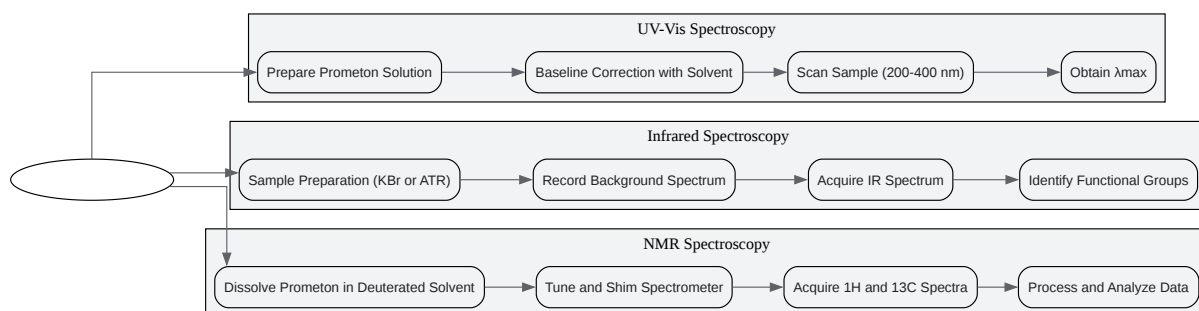 UV-Vis Spectroscopy
Prepare Prometon Solution
Baseline Correction with Solvent
Scan Sample (200-400 nm)
Obtain λmax
Infrared Spectroscopy
Sample Preparation (KBr or ATR)
Record Background Spectrum
Acquire IR Spectrum
Identify Functional Groups
NMR Spectroscopy
Dissolve Prometon in Deuterated Solvent
Tune and Shim Spectrometer
Acquire 1H and 13C Spectra
Process and Analyze Data